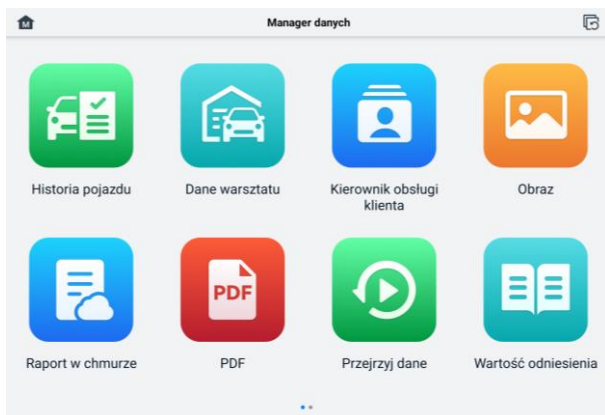 M
Manager danych
Historia pojazdu
Dane warsztatu
Kierownik obsługi
klienta
Obraz
Raport w chmurze
PDF
PDF
Przejrzyj dane
Wartość odniesienia